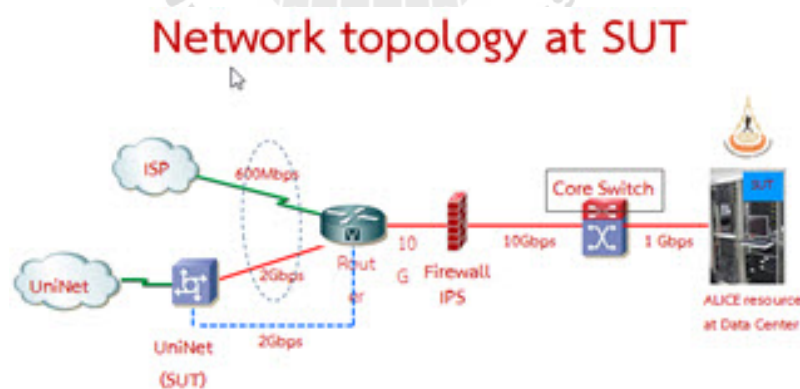 Network topology at SUT
ISP
600Mbps
Core Switch
SUT
UniNet
2Gbps
Rout
er
10
G
Firewall
IPS
10Gbps
1 Gbps
ALICE resource
at Data Center
2Gbps
UniNet
(SUT)